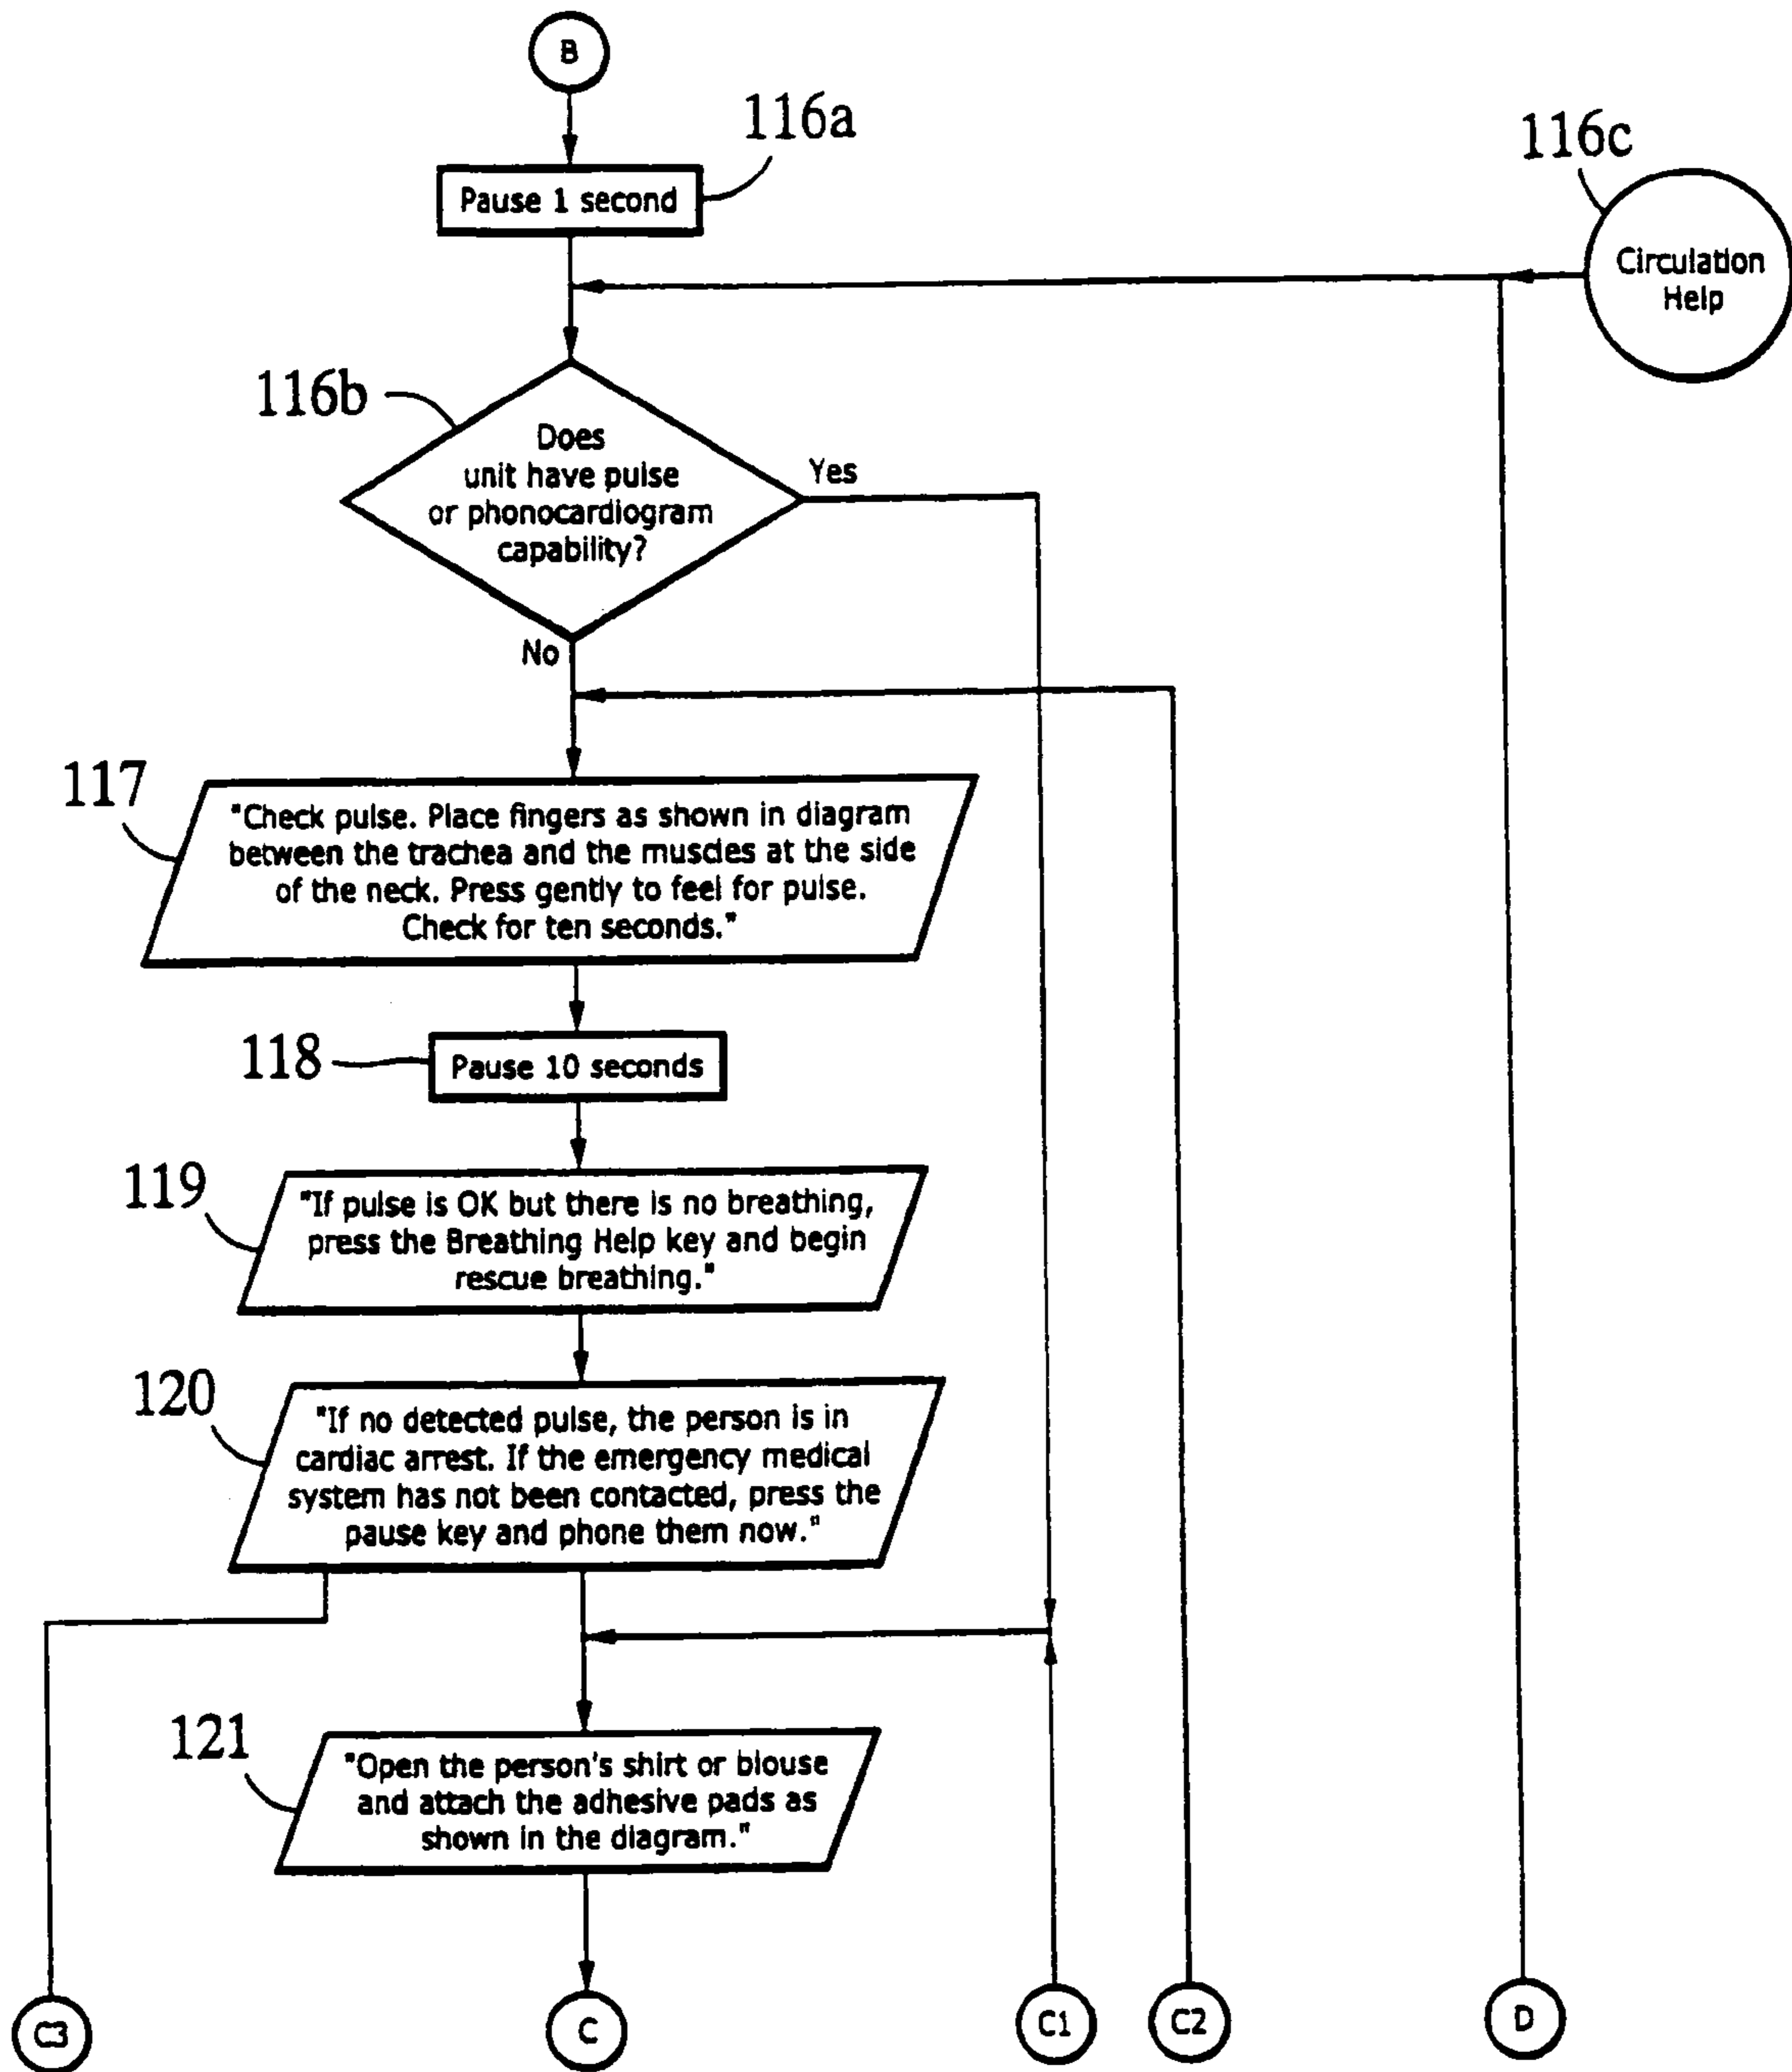 B
116a
Pause 1 second
116c
Circulation
Help
116b
Does
unit have pulse
or phonocardiogram
capability?
Yes
No
117
"Check pulse. Place fingers as shown in diagram
between the trachea and the muscles at the side
of the neck. Press gently to feel for pulse.
Check for ten seconds."
118
Pause 10 seconds
119
"If pulse is OK but there is no breathing,
press the Breathing Help key and begin
rescue breathing."
120
"If no detected pulse, the person is in
cardiac arrest. If the emergency medical
system has not been contacted, press the
pause key and phone them now."
121
"Open the person's shirt or blouse
and attach the adhesive pads as
shown in the diagram."
C3
C
C1
C2
D